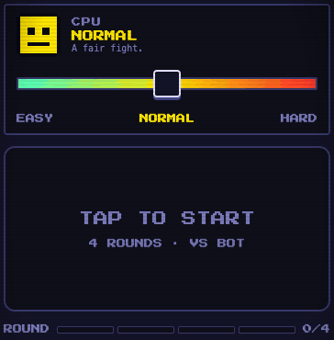 CPU
NORMAL
A fair fight.
EASY NORMAL HARD
TAP TO START
4 ROUNDS · VS BOT
ROUND 0/4